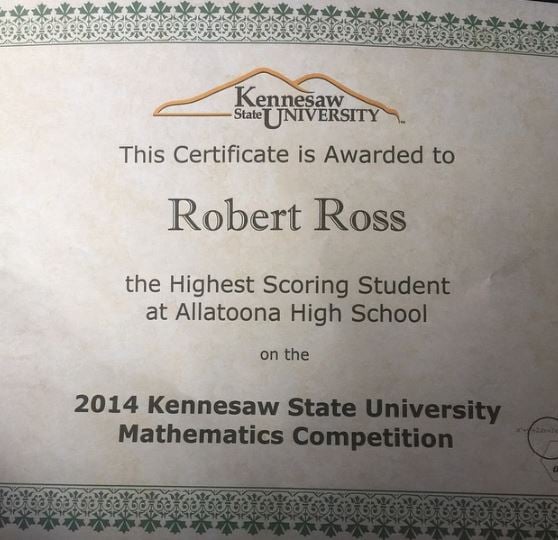 Kennesaw
State UNIVERSITY
This Certificate is Awarded to
Robert Ross
the Highest Scoring Student
at Allatoona High School
on the
2014 Kennesaw State University
Mathematics Competition